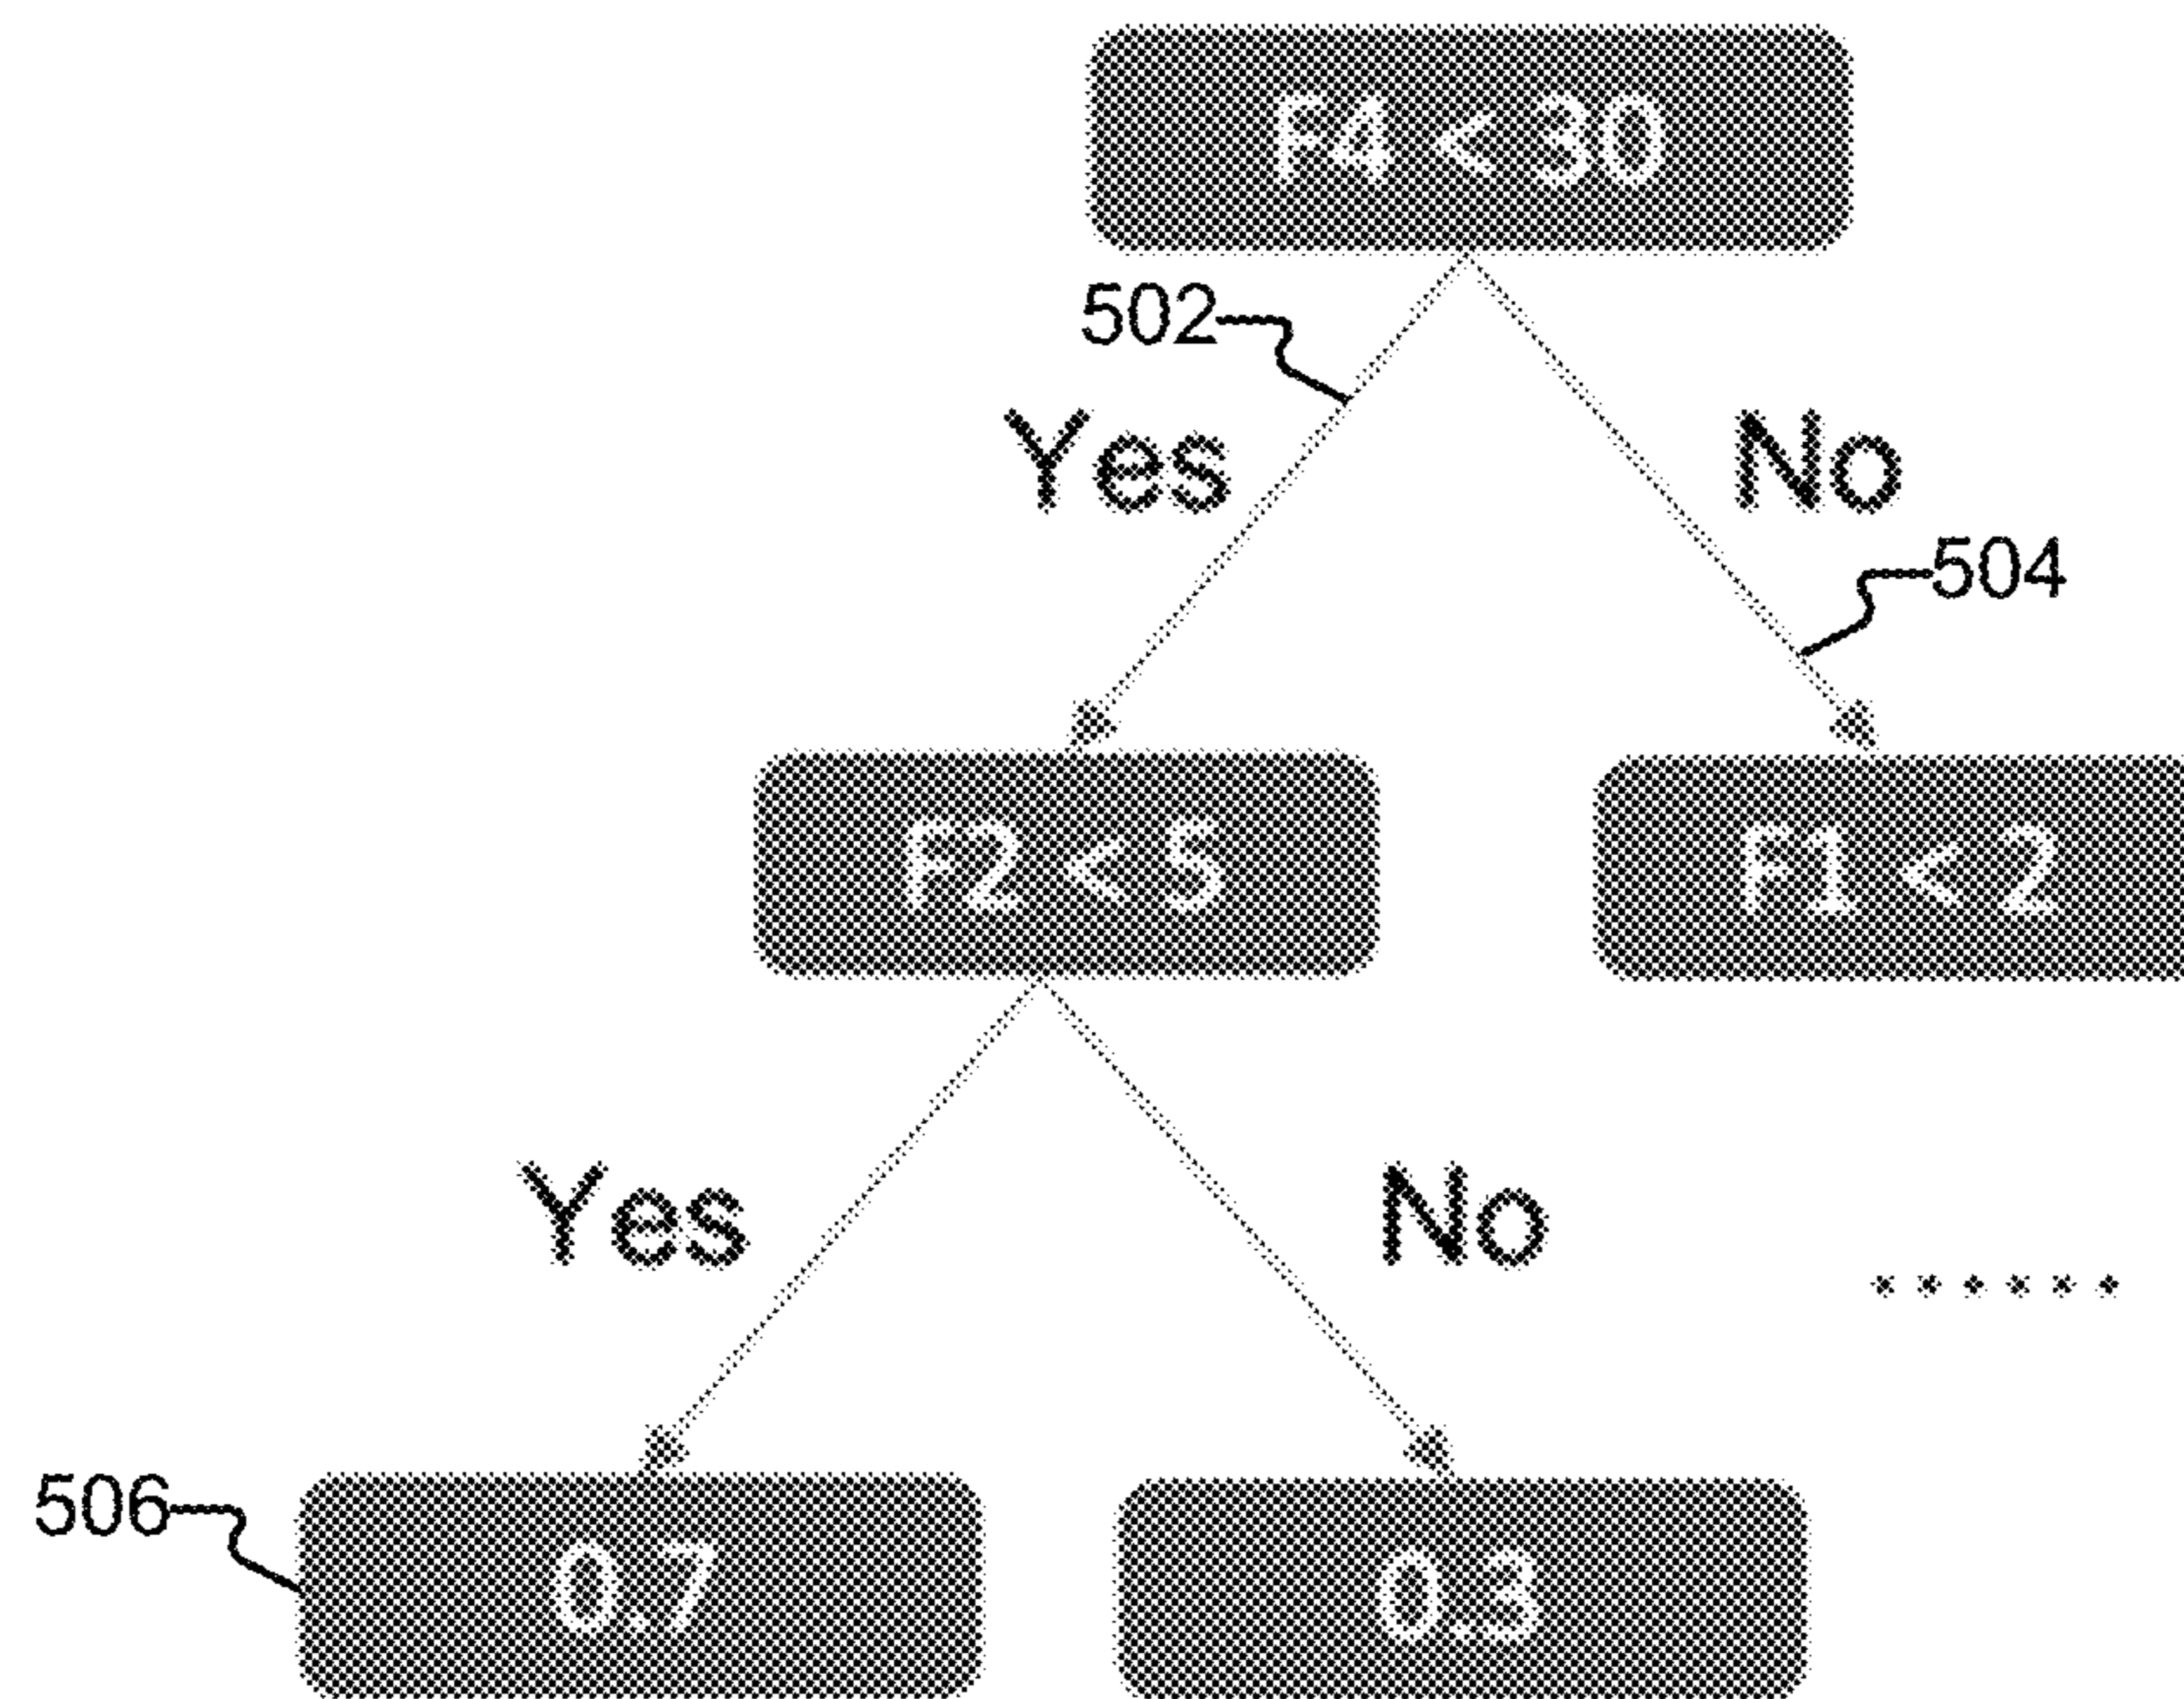 F4 < 30
502
Yes
No
504
F2 < 5
F1 < 2
Yes
No
......
506
0.7
0.3